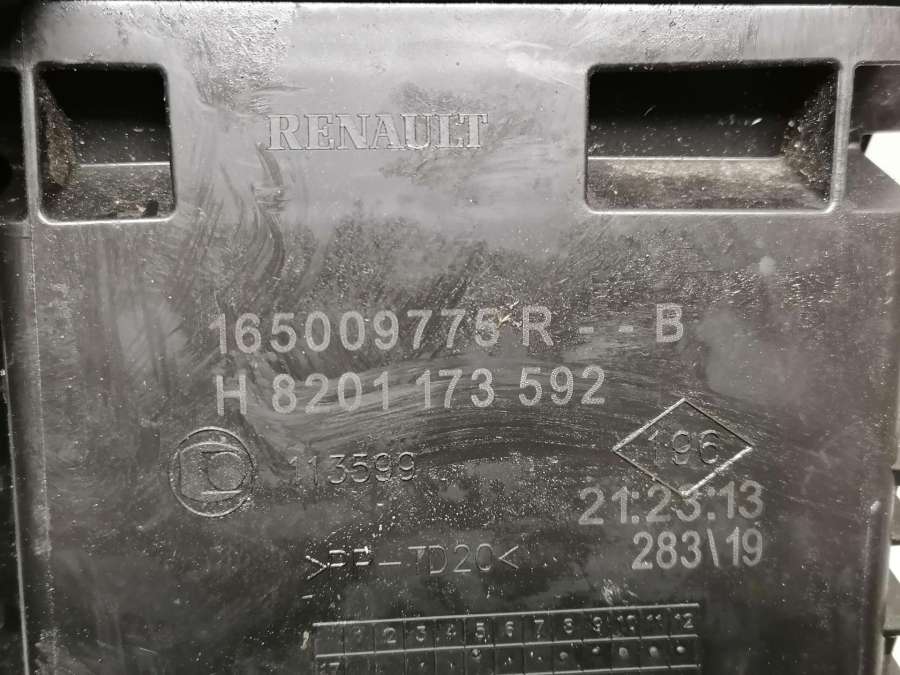 RENAULT
165009775 R - - B
H 8201 173 592
113599
196
21:23:13
283\19
>PP-TD20<
1 2 3 4 5 6 7 8 9 10 11 12
17